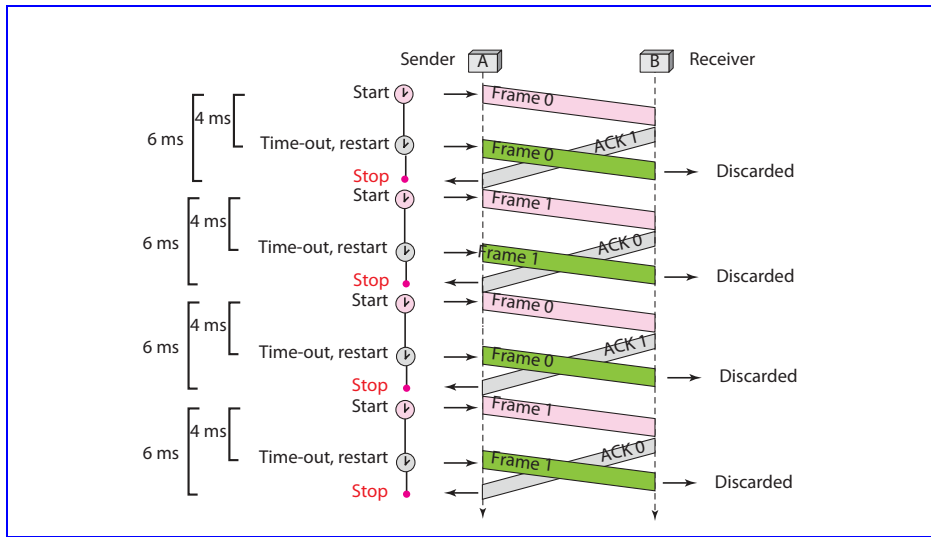 Sender A B Receiver
Start Frame 0
4 ms
6 ms Time-out, restart Frame 0 ACK 1
Stop Discarded
Start Frame 1
4 ms
6 ms Time-out, restart Frame 1 ACK 0
Stop Discarded
Start Frame 0
4 ms
6 ms Time-out, restart Frame 0 ACK 1
Stop Discarded
Start Frame 1
4 ms
6 ms Time-out, restart Frame 1 ACK 0
Stop Discarded